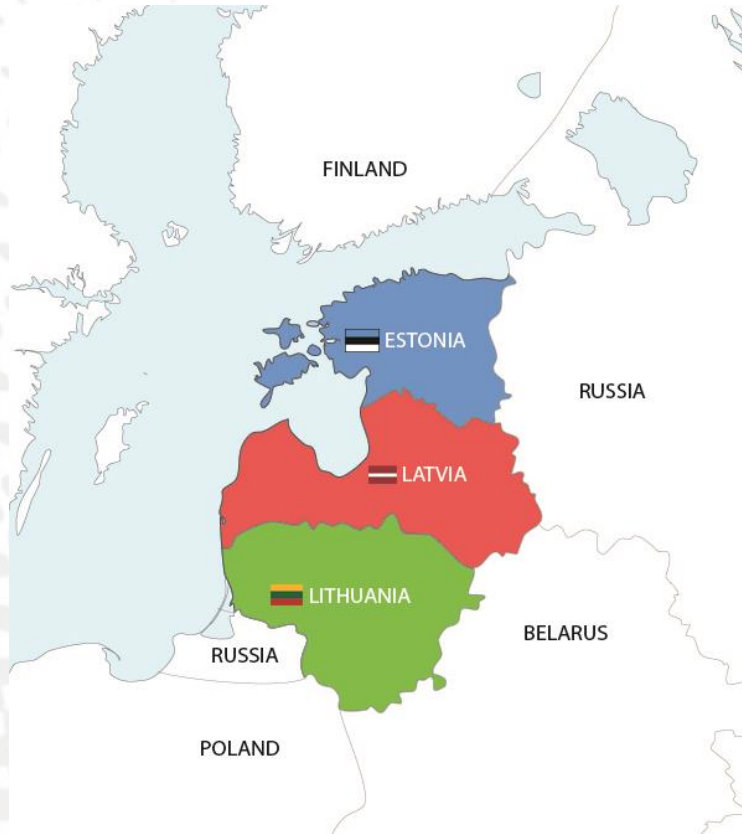 FINLAND
ESTONIA
RUSSIA
LATVIA
LITHUANIA
BELARUS
RUSSIA
POLAND